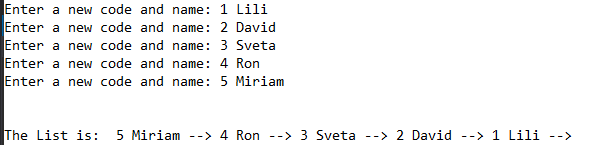 Enter a new code and name: 1 Lili
Enter a new code and name: 2 David
Enter a new code and name: 3 Sveta
Enter a new code and name: 4 Ron
Enter a new code and name: 5 Miriam
The List is:  5 Miriam --> 4 Ron --> 3 Sveta --> 2 David --> 1 Lili -->